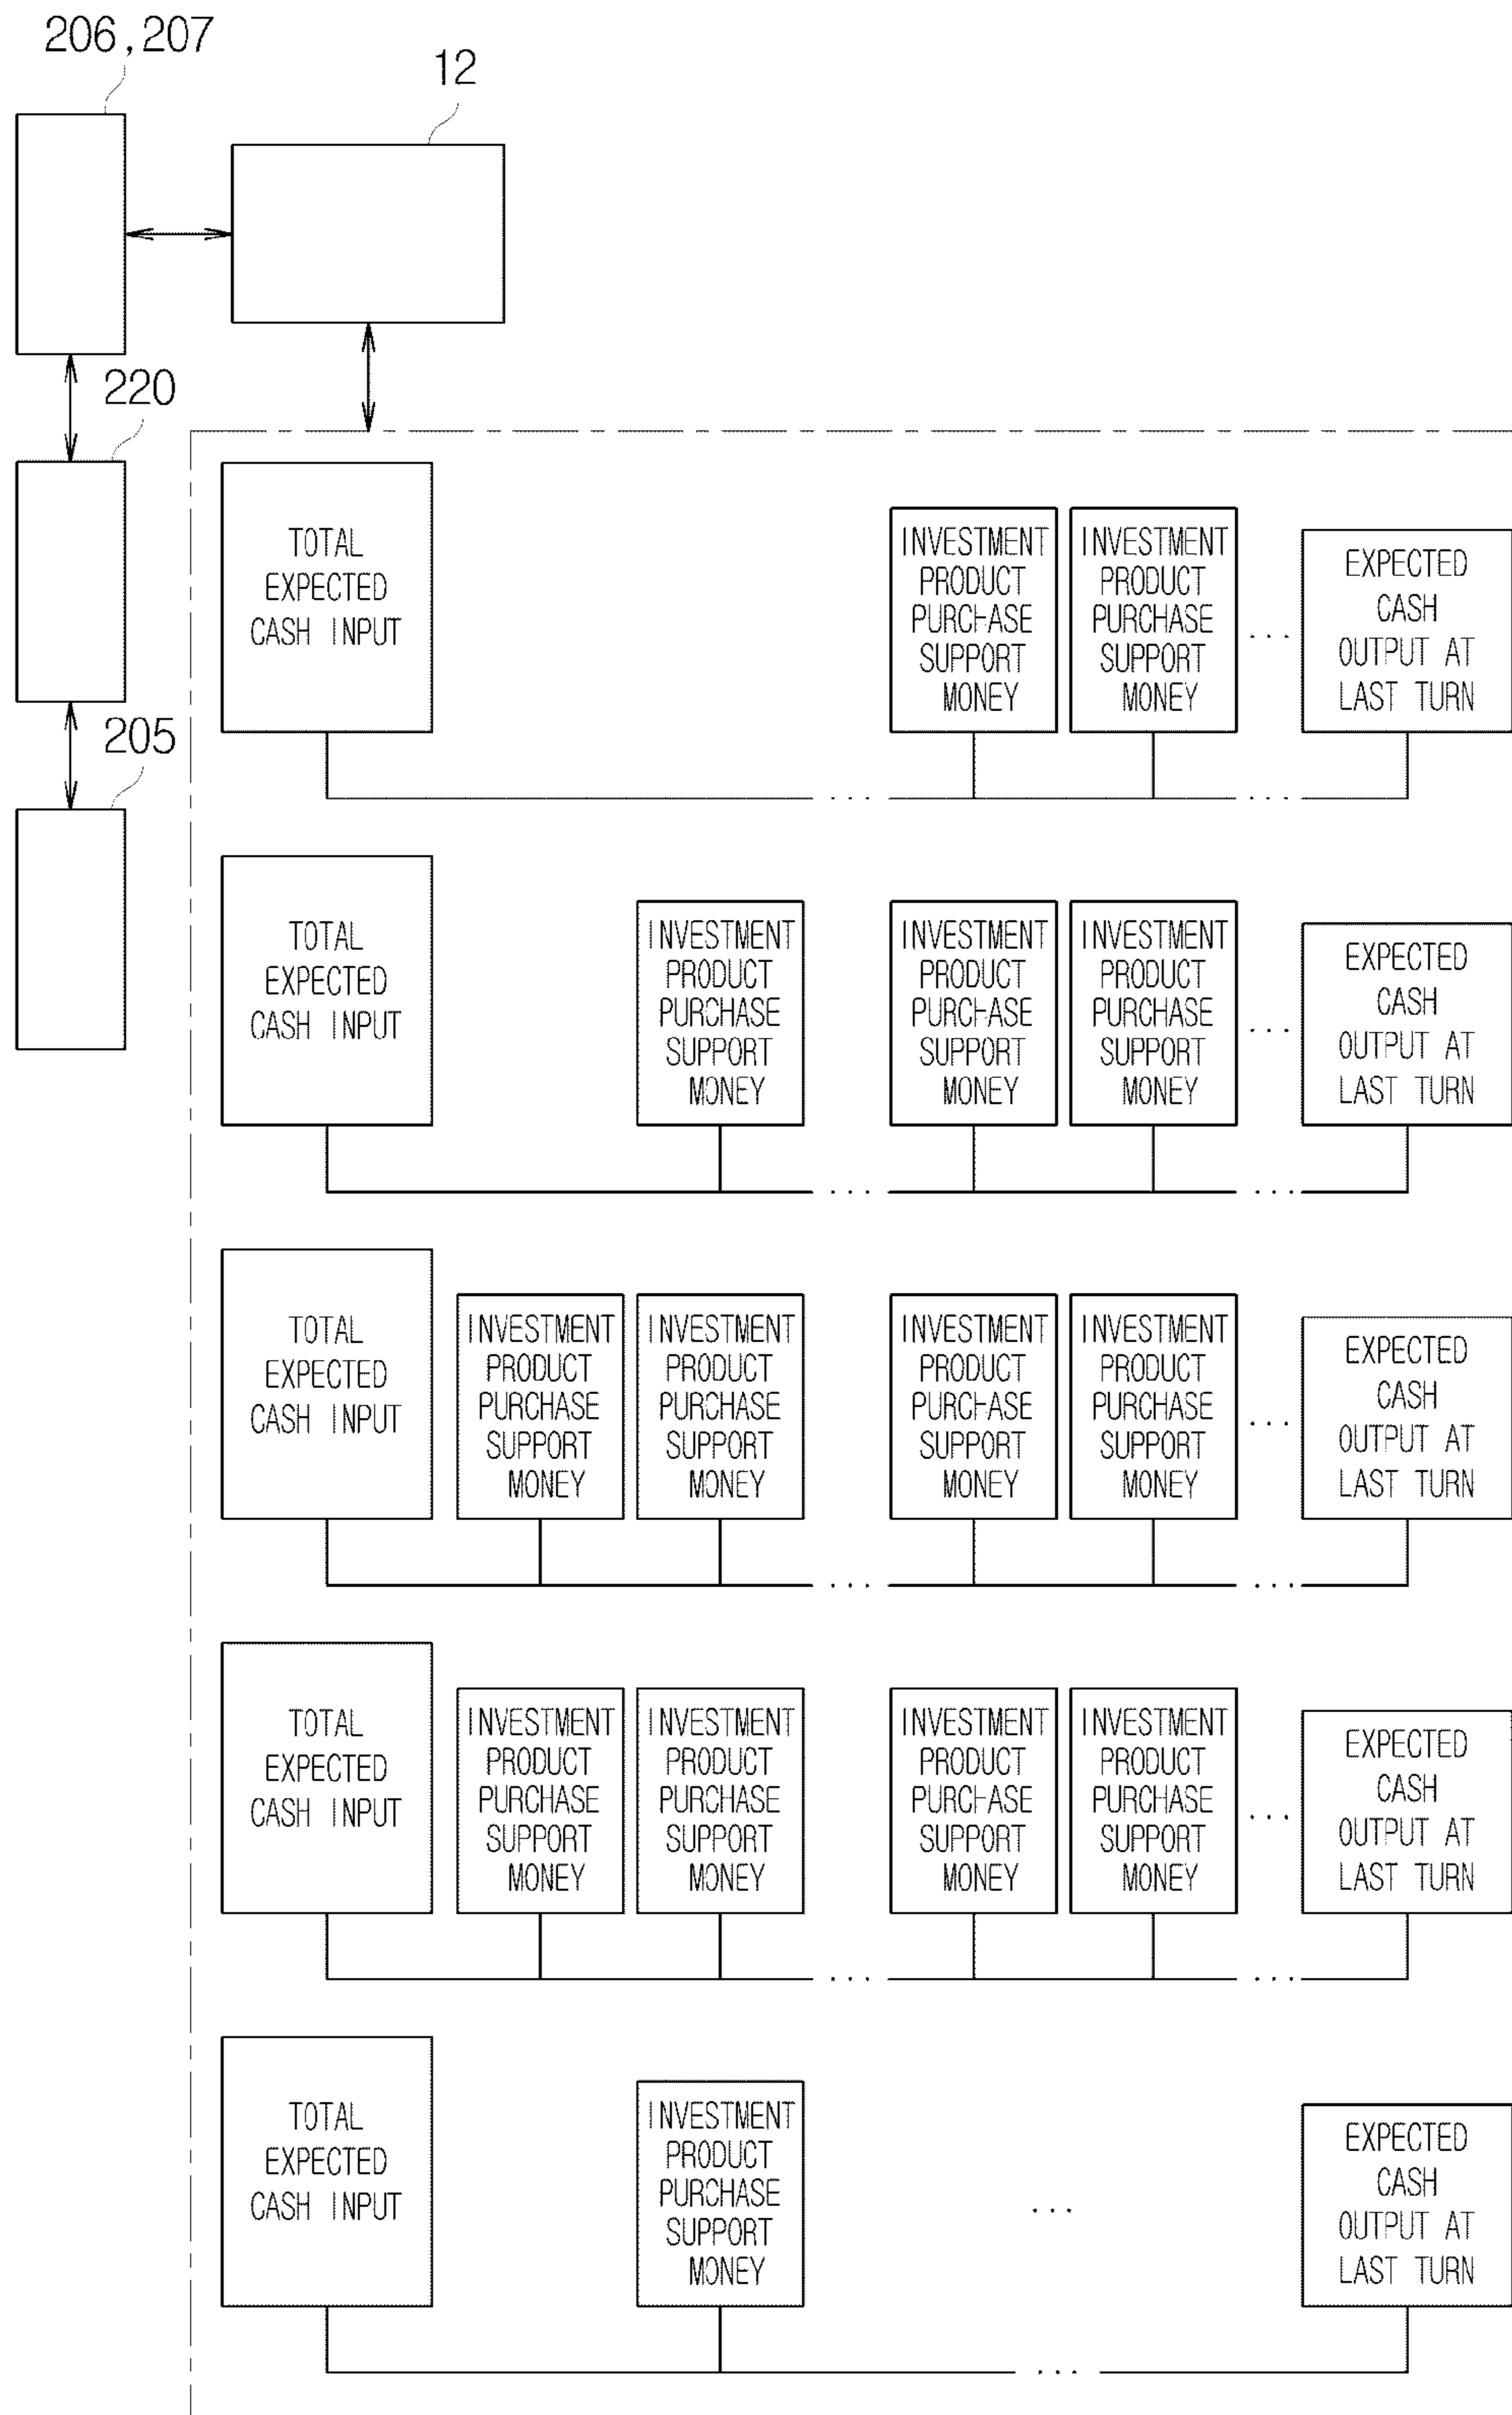 206,207
12
220
205
TOTAL
EXPECTED
CASH INPUT
INVESTMENT
PRODUCT
PURCHASE
SUPPORT
MONEY
INVESTMENT
PRODUCT
PURCHASE
SUPPORT
MONEY
...
EXPECTED
CASH
OUTPUT AT
LAST TURN
... ...
TOTAL
EXPECTED
CASH INPUT
INVESTMENT
PRODUCT
PURCHASE
SUPPORT
MONEY
INVESTMENT
PRODUCT
PURCHASE
SUPPORT
MONEY
INVESTMENT
PRODUCT
PURCHASE
SUPPORT
MONEY
...
EXPECTED
CASH
OUTPUT AT
LAST TURN
... ...
TOTAL
EXPECTED
CASH INPUT
INVESTMENT
PRODUCT
PURCHASE
SUPPORT
MONEY
INVESTMENT
PRODUCT
PURCHASE
SUPPORT
MONEY
INVESTMENT
PRODUCT
PURCHASE
SUPPORT
MONEY
INVESTMENT
PRODUCT
PURCHASE
SUPPORT
MONEY
...
EXPECTED
CASH
OUTPUT AT
LAST TURN
... ...
TOTAL
EXPECTED
CASH INPUT
INVESTMENT
PRODUCT
PURCHASE
SUPPORT
MONEY
INVESTMENT
PRODUCT
PURCHASE
SUPPORT
MONEY
INVESTMENT
PRODUCT
PURCHASE
SUPPORT
MONEY
INVESTMENT
PRODUCT
PURCHASE
SUPPORT
MONEY
...
EXPECTED
CASH
OUTPUT AT
LAST TURN
... ...
TOTAL
EXPECTED
CASH INPUT
INVESTMENT
PRODUCT
PURCHASE
SUPPORT
MONEY
...
EXPECTED
CASH
OUTPUT AT
LAST TURN
...